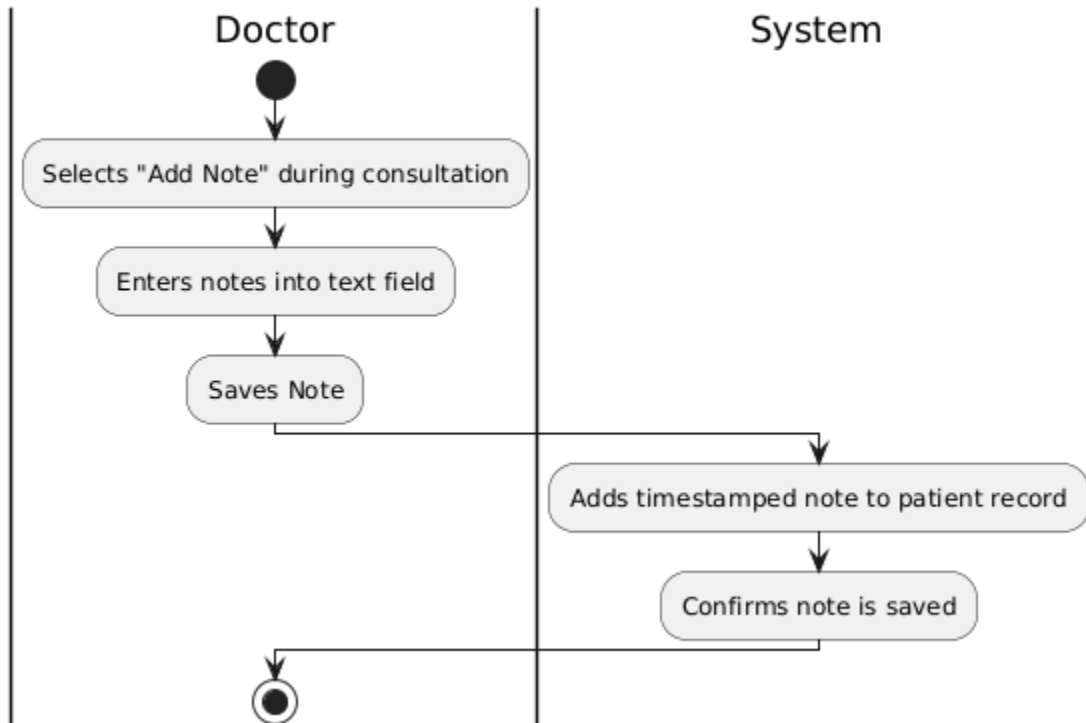 Doctor
System
Selects "Add Note" during consultation
Enters notes into text field
Saves Note
Adds timestamped note to patient record
Confirms note is saved